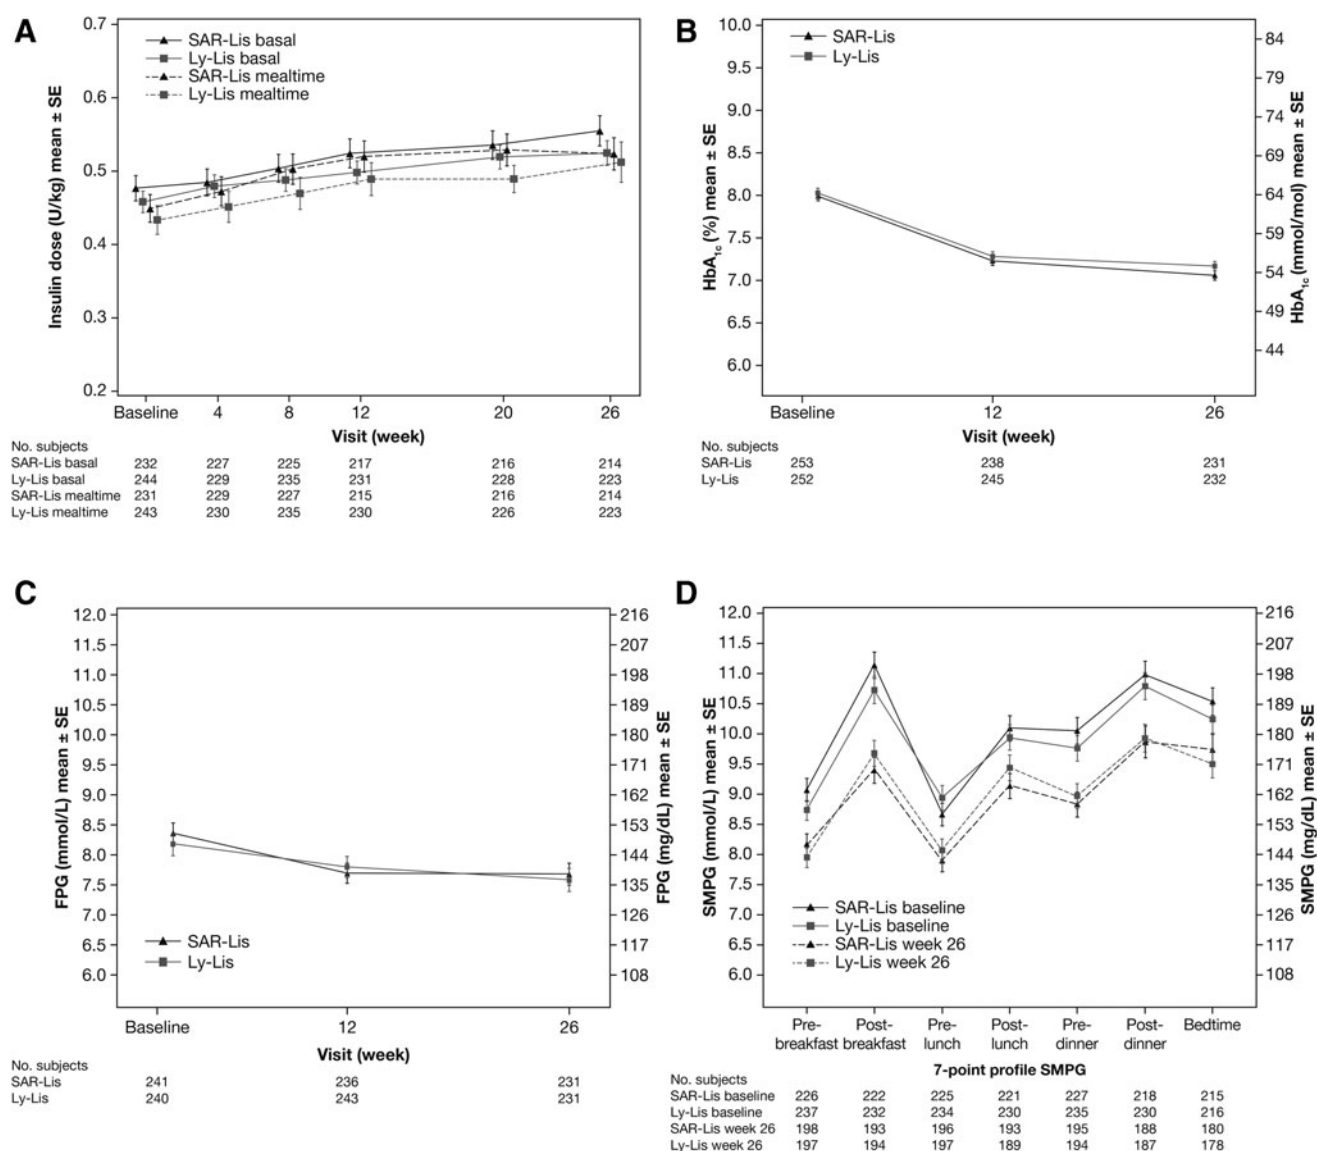 A
0.7
0.6
0.5
0.4
0.3
0.2
Insulin dose (U/kg) mean ± SE
SAR-Lis basal
Ly-Lis basal
SAR-Lis mealtime
Ly-Lis mealtime
Baseline 4 8 12 20 26
Visit (week)
No. subjects
SAR-Lis basal 232 227 225 217 216 214
Ly-Lis basal 244 229 235 231 228 223
SAR-Lis mealtime 231 229 227 215 216 214
Ly-Lis mealtime 243 230 235 230 226 223
B
10.0
9.5
9.0
8.5
8.0
7.5
7.0
6.5
6.0
HbA1c (%) mean ± SE
SAR-Lis
Ly-Lis
84
79
74
69
64
59
54
49
44
HbA1c (mmol/mol) mean ± SE
Baseline 12 26
Visit (week)
No. subjects
SAR-Lis 253 238 231
Ly-Lis 252 245 232
C
12.0
11.5
11.0
10.5
10.0
9.5
9.0
8.5
8.0
7.5
7.0
6.5
6.0
FPG (mmol/L) mean ± SE
SAR-Lis
Ly-Lis
216
207
198
189
180
171
162
153
144
135
126
117
108
FPG (mg/dL) mean ± SE
Baseline 12 26
Visit (week)
No. subjects
SAR-Lis 241 236 231
Ly-Lis 240 243 231
D
12.0
11.5
11.0
10.5
10.0
9.5
9.0
8.5
8.0
7.5
7.0
6.5
6.0
SMPG (mmol/L) mean ± SE
SAR-Lis baseline
Ly-Lis baseline
SAR-Lis week 26
Ly-Lis week 26
216
207
198
189
180
171
162
153
144
135
126
117
108
SMPG (mg/dL) mean ± SE
Pre- Post- Pre- Post- Pre- Post- Bedtime
breakfast breakfast lunch lunch dinner dinner
7-point profile SMPG
No. subjects
SAR-Lis baseline 226 222 225 221 227 218 215
Ly-Lis baseline 237 232 234 230 235 230 216
SAR-Lis week 26 198 193 196 193 195 188 180
Ly-Lis week 26 197 194 197 189 194 187 178